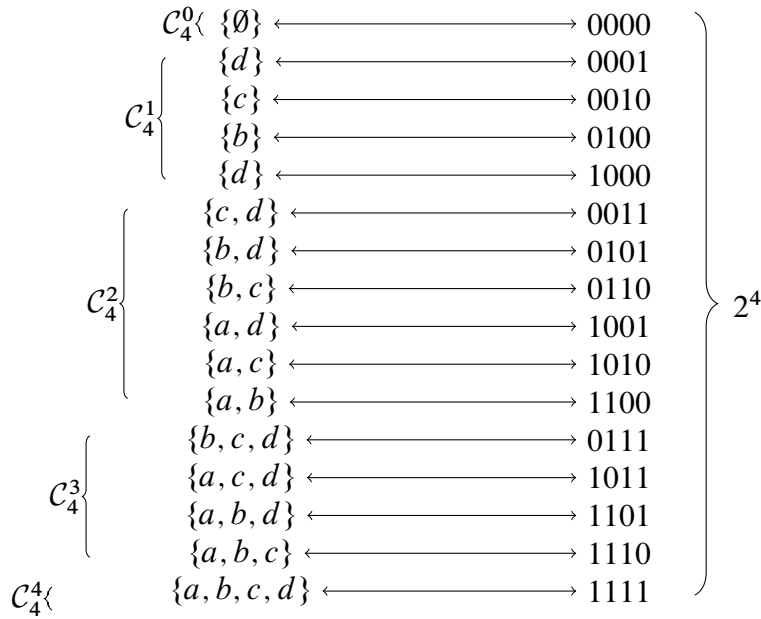 𝒞₄⁰{ {∅} ↔ 0000
{d} ↔ 0001
{c} ↔ 0010
𝒞₄¹{ {b} ↔ 0100
{d} ↔ 1000
{c, d} ↔ 0011
{b, d} ↔ 0101
𝒞₄²{ {b, c} ↔ 0110 } 2⁴
{a, d} ↔ 1001
{a, c} ↔ 1010
{a, b} ↔ 1100
{b, c, d} ↔ 0111
𝒞₄³{ {a, c, d} ↔ 1011
{a, b, d} ↔ 1101
{a, b, c} ↔ 1110
𝒞₄⁴{ {a, b, c, d} ↔ 1111